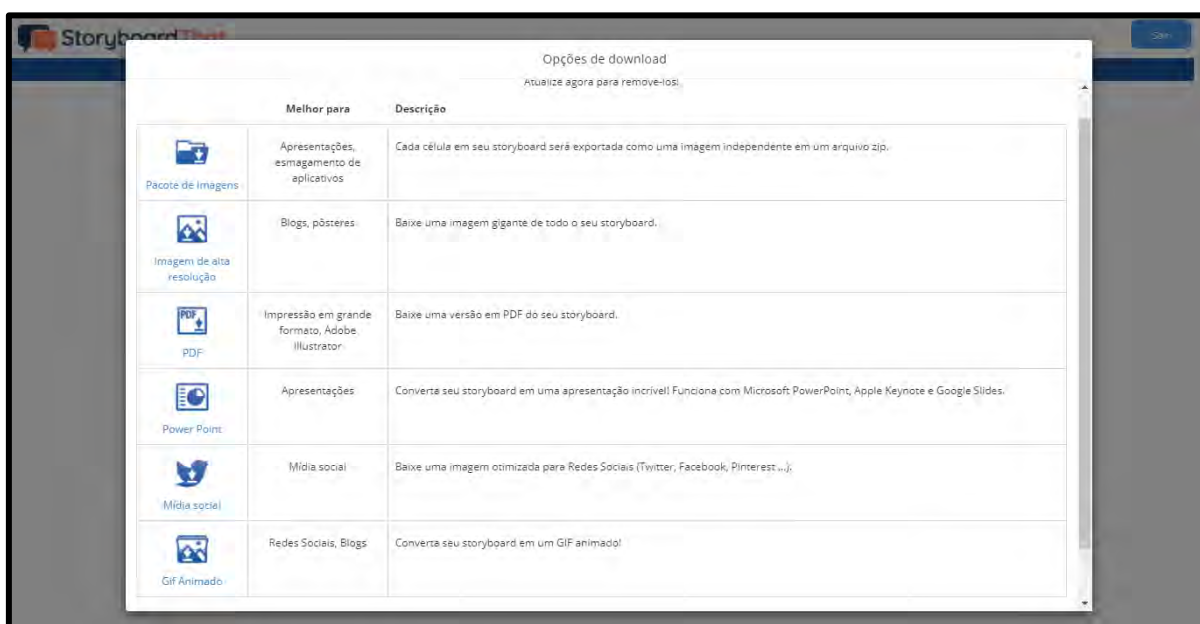 StoryboardThat
Opções de download
Atualize agora para removê-los!
Melhor para Descrição
Pacote de imagens
Apresentações,
esmagamento de
aplicativos
Cada célula em seu storyboard será exportada como uma imagem independente em um arquivo zip.
Imagem de alta
resolução
Blogs, pôsteres
Baixe uma imagem gigante de todo o seu storyboard.
PDF
PDF
Impressão em grande
formato, Adobe
Illustrator
Baixe uma versão em PDF do seu storyboard.
Power Point
Apresentações
Converta seu storyboard em uma apresentação incrível! Funciona com Microsoft PowerPoint, Apple Keynote e Google Slides.
Mídia social
Mídia social
Baixe uma imagem otimizada para Redes Sociais (Twitter, Facebook, Pinterest ...).
Gif Animado
Redes Sociais, Blogs
Converta seu storyboard em um GIF animado!